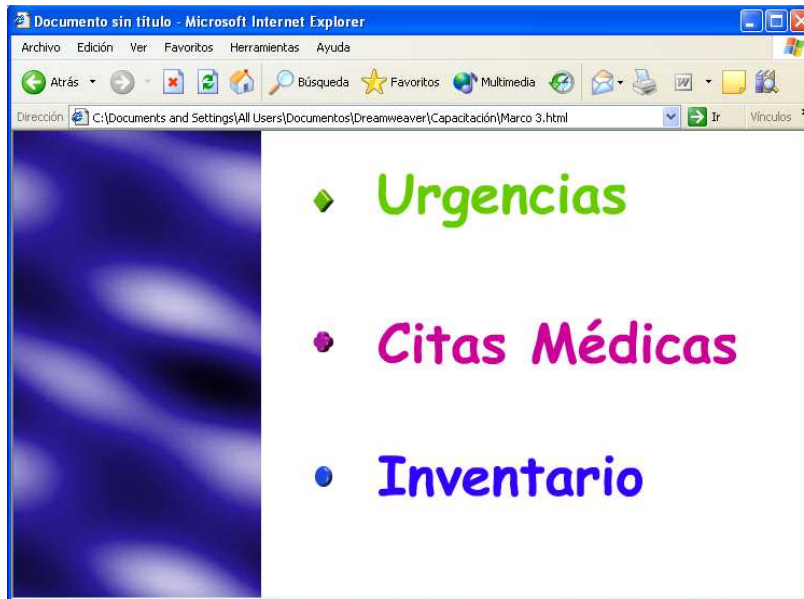 Documento sin título - Microsoft Internet Explorer
Archivo Edición Ver Favoritos Herramientas Ayuda
Atrás Búsqueda Favoritos Multimedia
Dirección C:\Documents and Settings\All Users\Documentos\Dreamweaver\Capacitación\Marco 3.html Ir Vínculos
Urgencias
Citas Médicas
Inventario